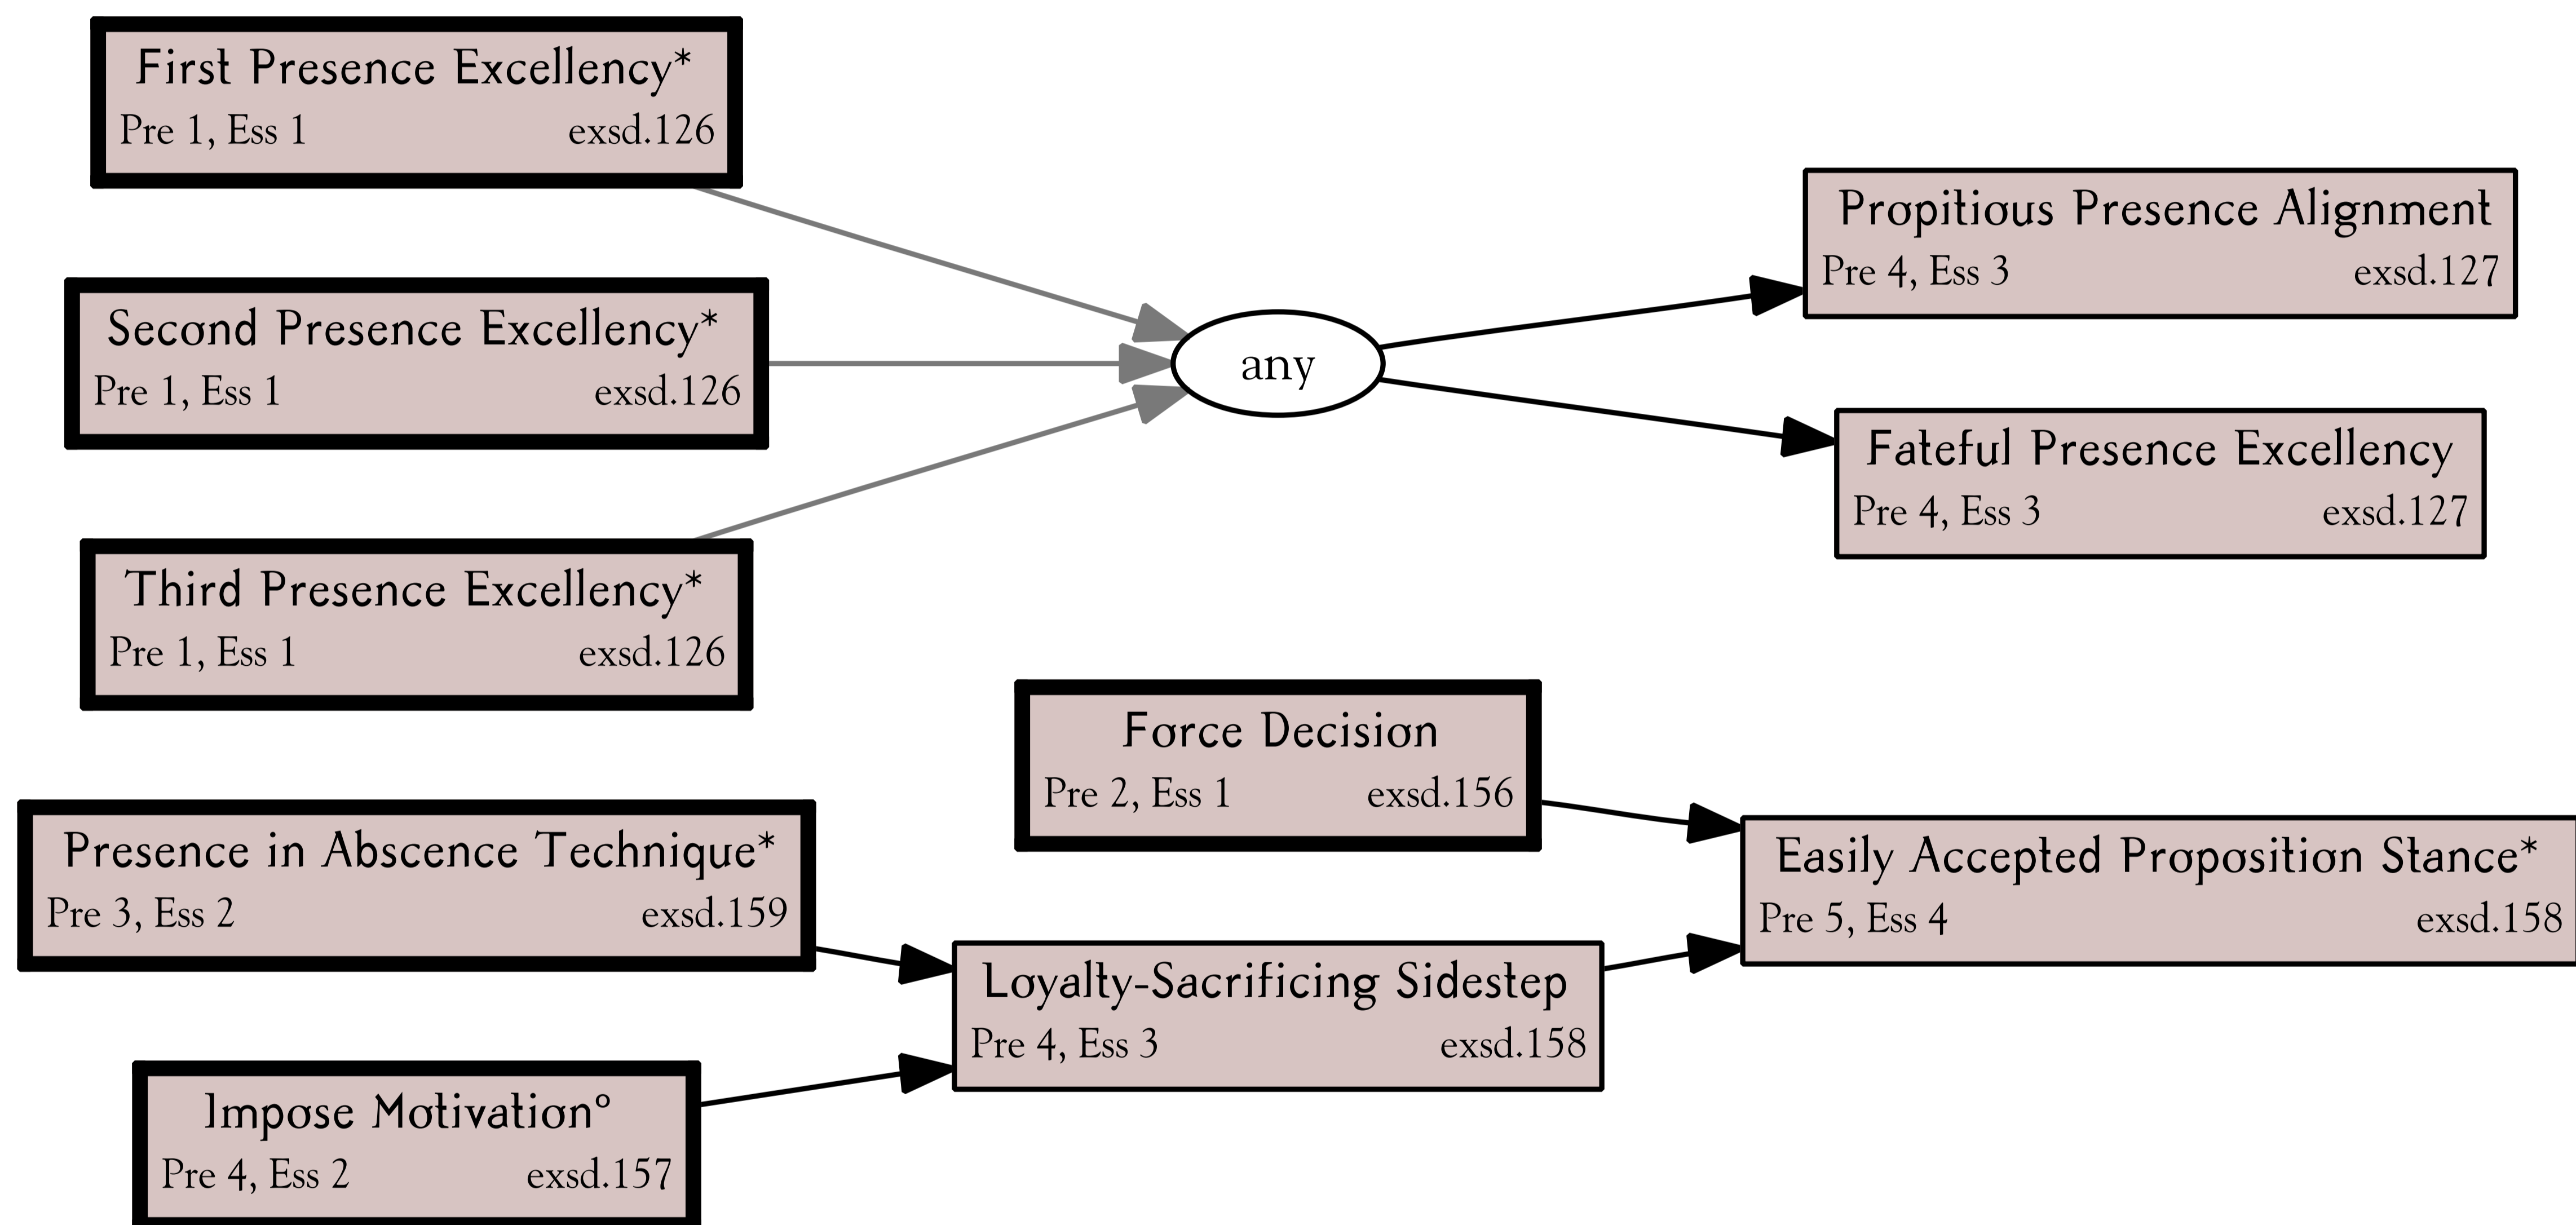 First Presence Excellency*
Pre 1, Ess 1 exsd.126
Second Presence Excellency*
Pre 1, Ess 1 exsd.126
Third Presence Excellency*
Pre 1, Ess 1 exsd.126
any
Propitious Presence Alignment
Pre 4, Ess 3 exsd.127
Fateful Presence Excellency
Pre 4, Ess 3 exsd.127
Force Decision
Pre 2, Ess 1 exsd.156
Presence in Abscence Technique*
Pre 3, Ess 2 exsd.159
Easily Accepted Proposition Stance*
Pre 5, Ess 4 exsd.158
Loyalty-Sacrificing Sidestep
Pre 4, Ess 3 exsd.158
Impose Motivation°
Pre 4, Ess 2 exsd.157